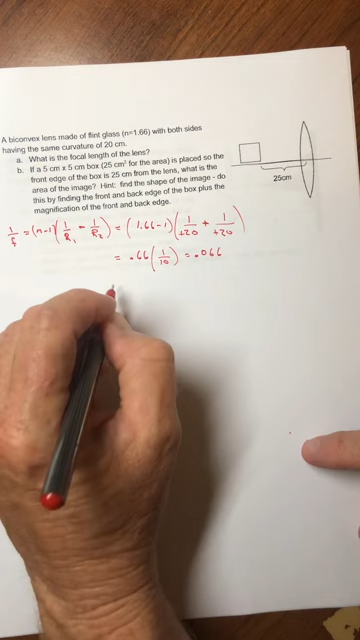 A biconvex lens made of flint glass (n=1.66) with both sides
having the same curvature of 20 cm.
a. What is the focal length of the lens?
b. If a 5 cm x 5 cm box (25 cm² for the area) is placed so the
front edge of the box is 25 cm from the lens, what is the
area of the image? Hint: find the shape of the image - do
this by finding the front and back edge of the box plus the
magnification of the front and back edge.
25cm
1/f = (n-1)(1/R₁ - 1/R₂) = (1.66-1)(1/+20 + 1/+20)
= .66(1/10) = .066